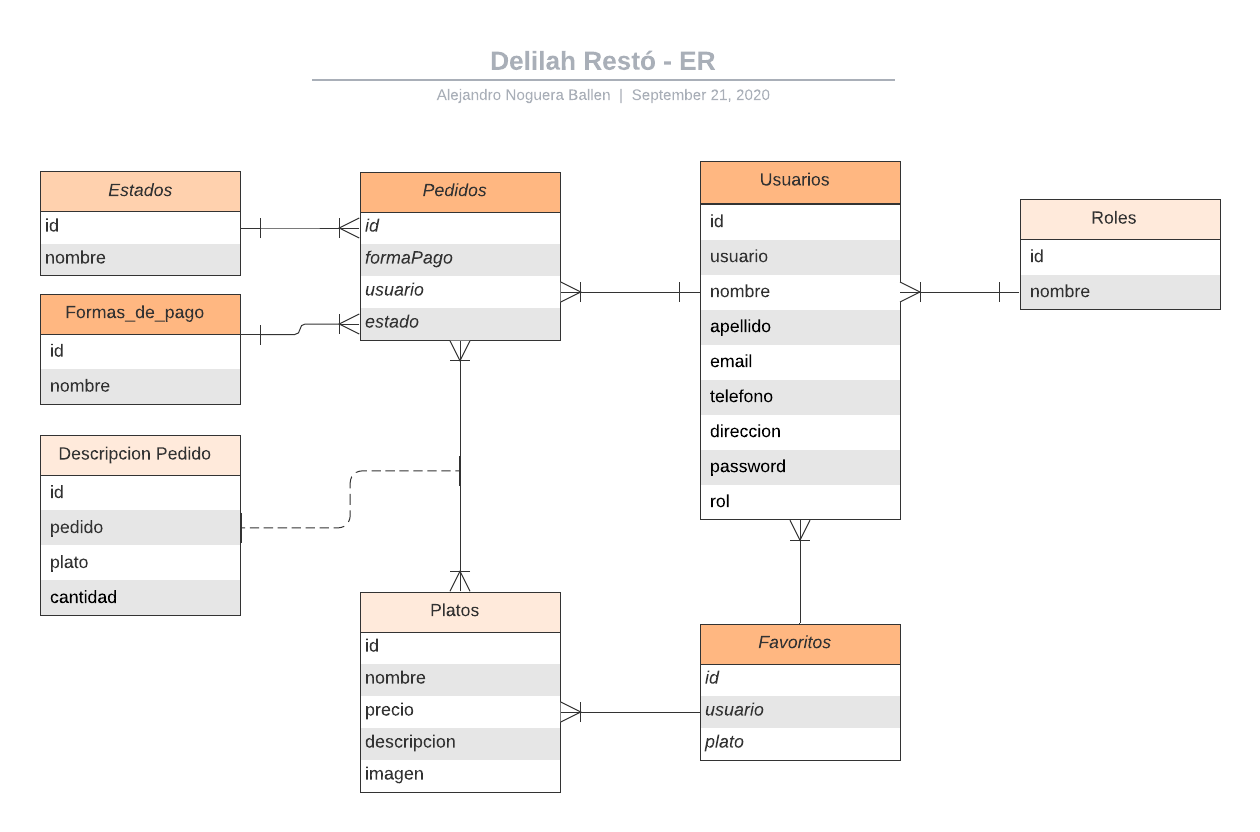 Delilah Restó - ER
Alejandro Noguera Ballen | September 21, 2020
Estados
id
nombre
Formas_de_pago
id
nombre
Descripcion Pedido
id
pedido
plato
cantidad
Pedidos
id
formaPago
usuario
estado
Platos
id
nombre
precio
descripcion
imagen
Usuarios
id
usuario
nombre
apellido
email
telefono
direccion
password
rol
Favoritos
id
usuario
plato
Roles
id
nombre